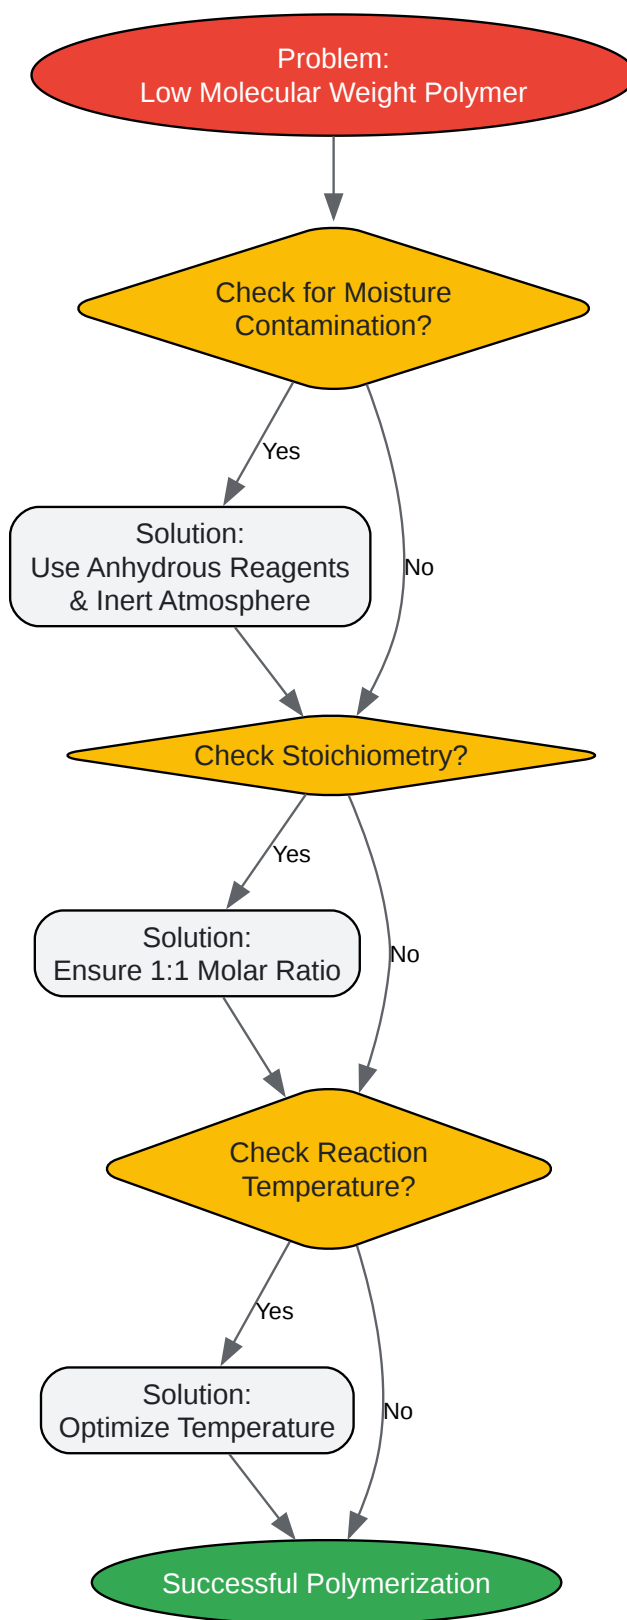 Problem:
Low Molecular Weight Polymer
Check for Moisture
Contamination?
Yes
Solution:
Use Anhydrous Reagents
& Inert Atmosphere
No
Check Stoichiometry?
Yes
Solution:
Ensure 1:1 Molar Ratio
No
Check Reaction
Temperature?
Yes
Solution:
Optimize Temperature
No
Successful Polymerization